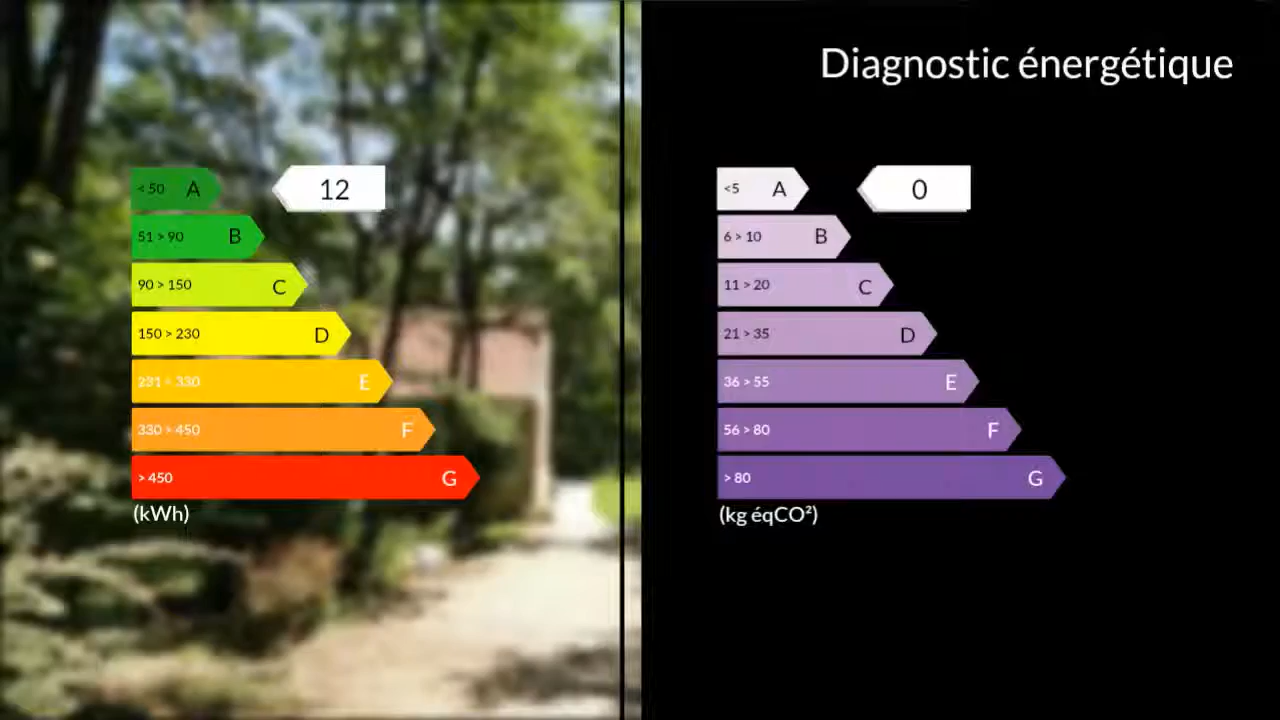 Diagnostic énergétique
< 50 A 12
51 > 90 B
90 > 150 C
150 > 230 D
231 > 330 E
330 > 450 F
> 450 G
(kWh)
<5 A 0
6 > 10 B
11 > 20 C
21 > 35 D
36 > 55 E
56 > 80 F
> 80 G
(kg éqCO²)